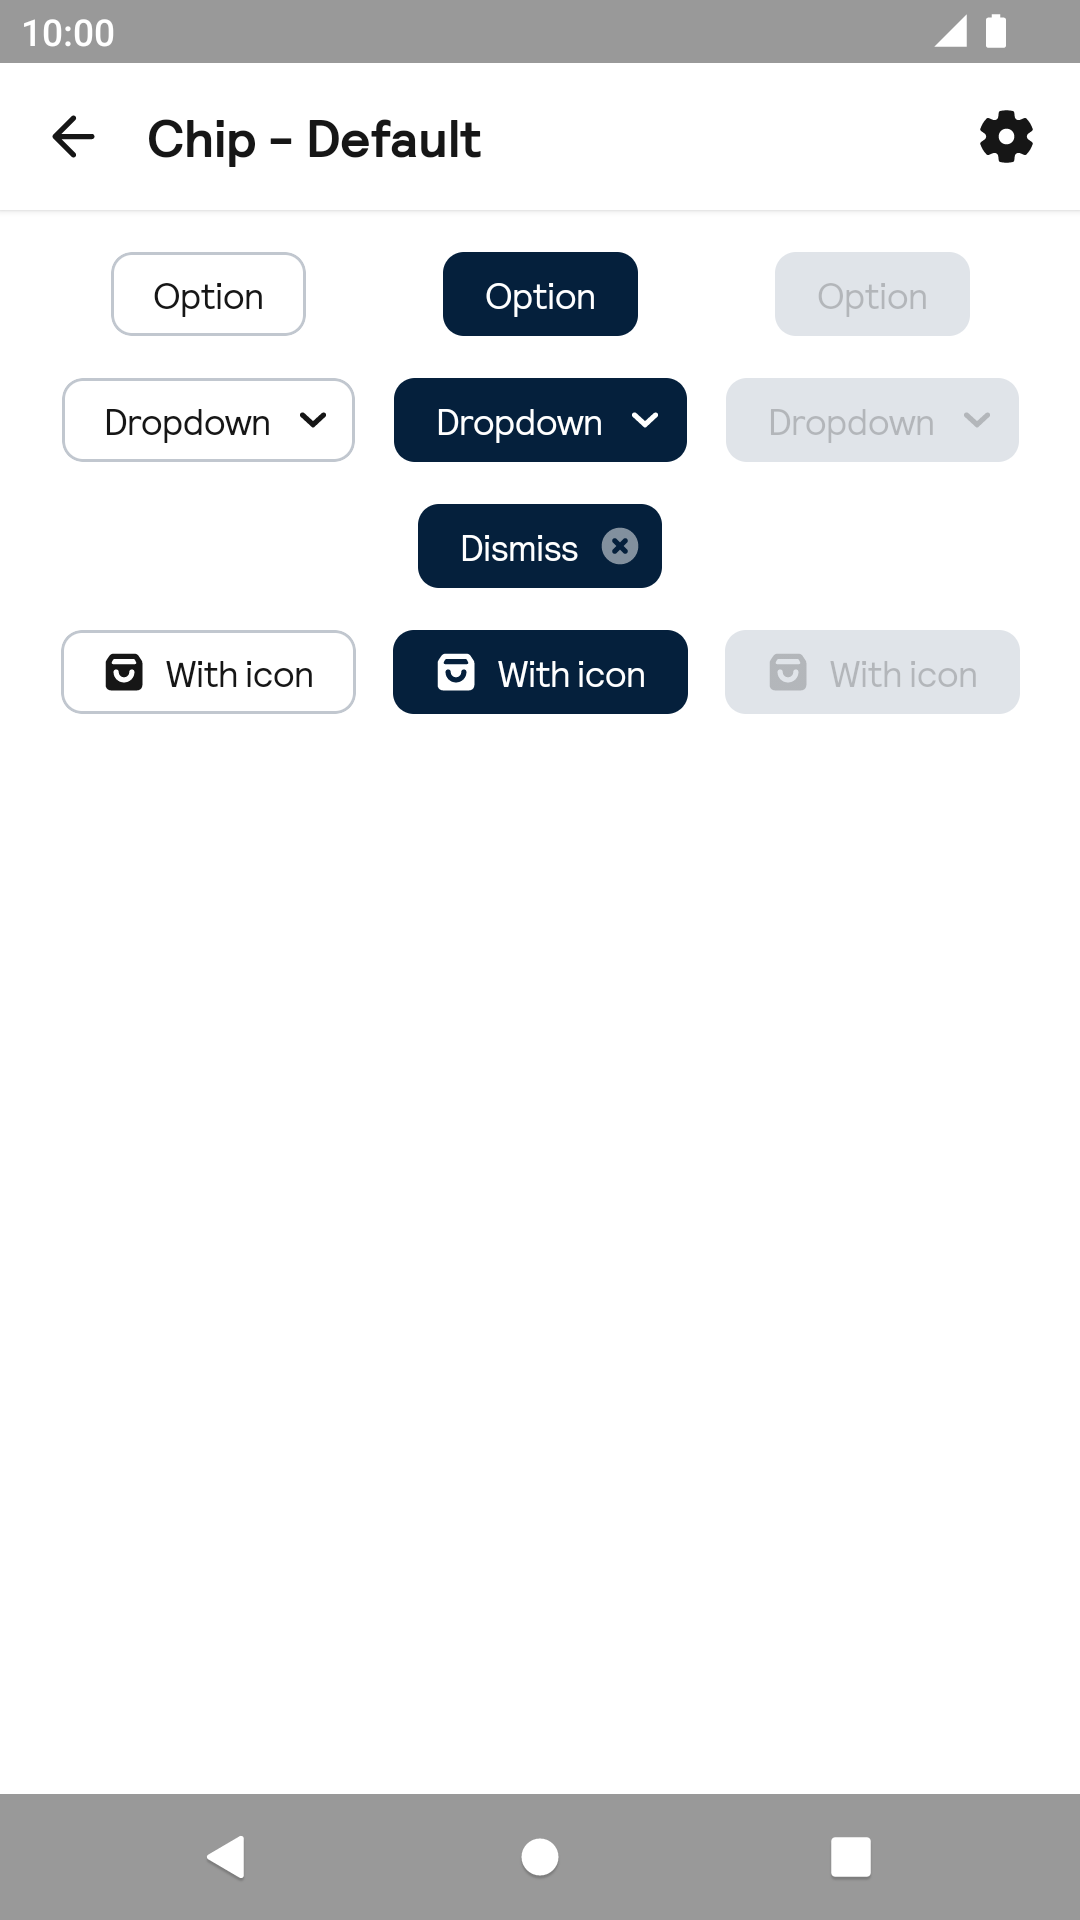 10:00
Chip - Default
Option Option Option
Dropdown Dropdown Dropdown
Dismiss
With icon With icon With icon